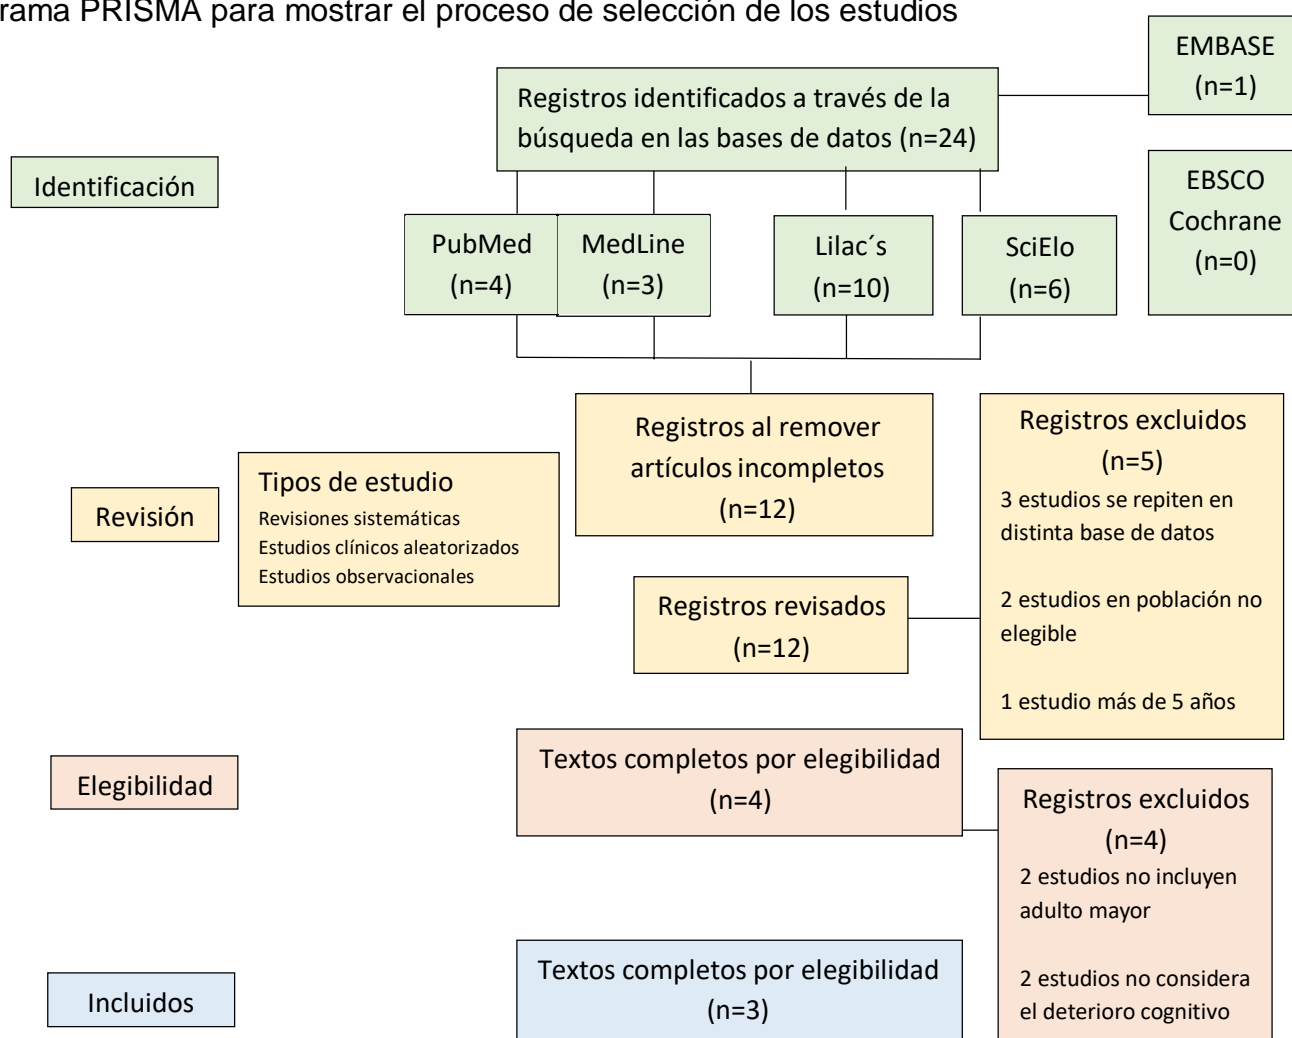 rama PRISMA para mostrar el proceso de selección de los estudios
EMBASE
(n=1)
Registros identificados a través de la
búsqueda en las bases de datos (n=24)
Identificación
EBSCO
Cochrane
(n=0)
PubMed
(n=4)
MedLine
(n=3)
Lilac´s
(n=10)
SciElo
(n=6)
Registros al remover
artículos incompletos
(n=12)
Registros excluidos
(n=5)
3 estudios se repiten en
distinta base de datos
2 estudios en población no
elegible
1 estudio más de 5 años
Revisión
Tipos de estudio
Revisiones sistemáticas
Estudios clínicos aleatorizados
Estudios observacionales
Registros revisados
(n=12)
Elegibilidad
Textos completos por elegibilidad
(n=4)
Registros excluidos
(n=4)
2 estudios no incluyen
adulto mayor
2 estudios no considera
el deterioro cognitivo
Incluidos
Textos completos por elegibilidad
(n=3)